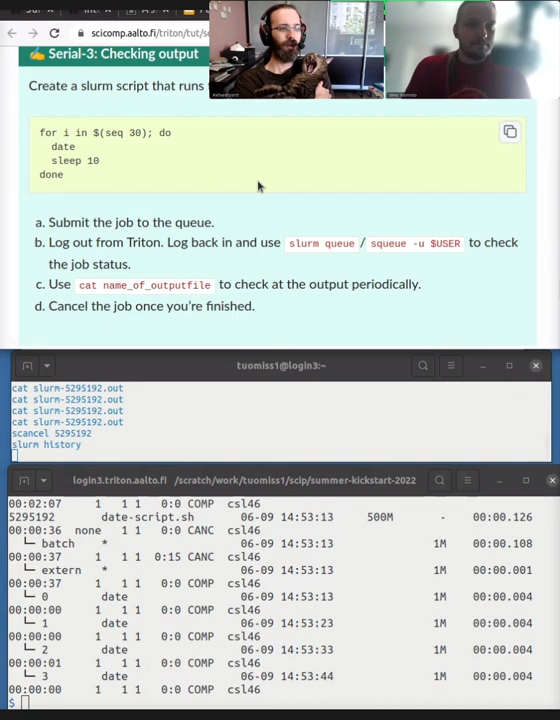 scicomp.aalto.fi/triton/tut/s
Serial-3: Checking output
Create a slurm script that runs
for i in $(seq 30); do
date
sleep 10
done
a. Submit the job to the queue.
b. Log out from Triton. Log back in and use slurm queue / squeue -u $USER to check
the job status.
c. Use cat name_of_outputfile to check at the output periodically.
d. Cancel the job once you're finished.
tuomiss1@login3:~
cat slurm-5295192.out
cat slurm-5295192.out
cat slurm-5295192.out
cat slurm-5295192.out
scancel 5295192
slurm history
login3.triton.aalto.fi /scratch/work/tuomiss1/scip/summer-kickstart-2022
00:02:07 1 1 1 0:0 COMP csl46
5295192 date-script.sh 06-09 14:53:13 500M - 00:00.126
00:00:36 none 1 1 1 0:0 CANC csl46
└─ batch * 06-09 14:53:13 1M 00:00.108
00:00:37 1 1 1 0:15 CANC csl46
└─ extern * 06-09 14:53:13 1M 00:00.001
00:00:37 1 1 1 0:0 COMP csl46
└─ 0 date 06-09 14:53:13 1M 00:00.004
00:00:00 1 1 1 0:0 COMP csl46
└─ 1 date 06-09 14:53:23 1M 00:00.004
00:00:00 1 1 1 0:0 COMP csl46
└─ 2 date 06-09 14:53:33 1M 00:00.004
00:00:01 1 1 1 0:0 COMP csl46
└─ 3 date 06-09 14:53:44 1M 00:00.004
00:00:00 1 1 1 0:0 COMP csl46
$